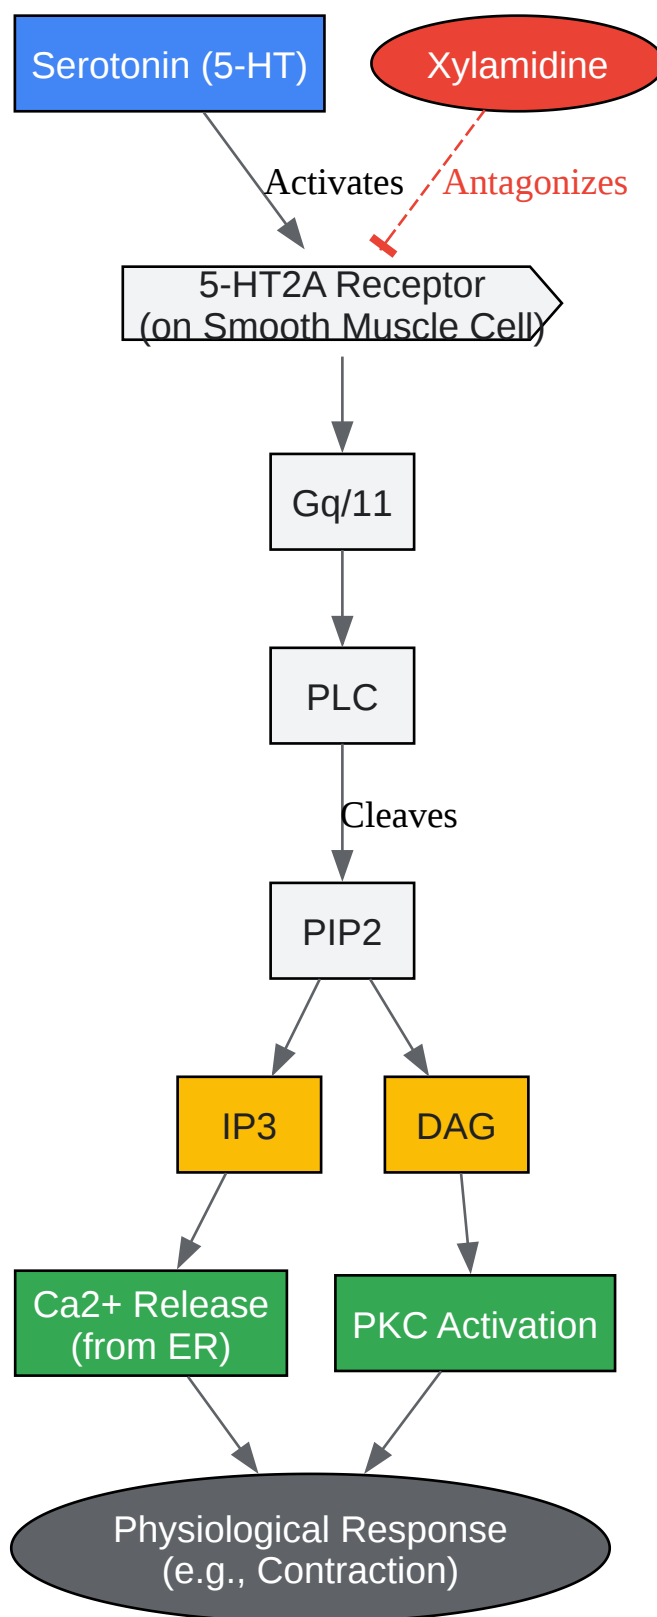 Serotonin (5-HT)
Xylamidine
Activates
Antagonizes
5-HT2A Receptor
(on Smooth Muscle Cell)
Gq/11
PLC
Cleaves
PIP2
IP3
DAG
Ca2+ Release
(from ER)
PKC Activation
Physiological Response
(e.g., Contraction)